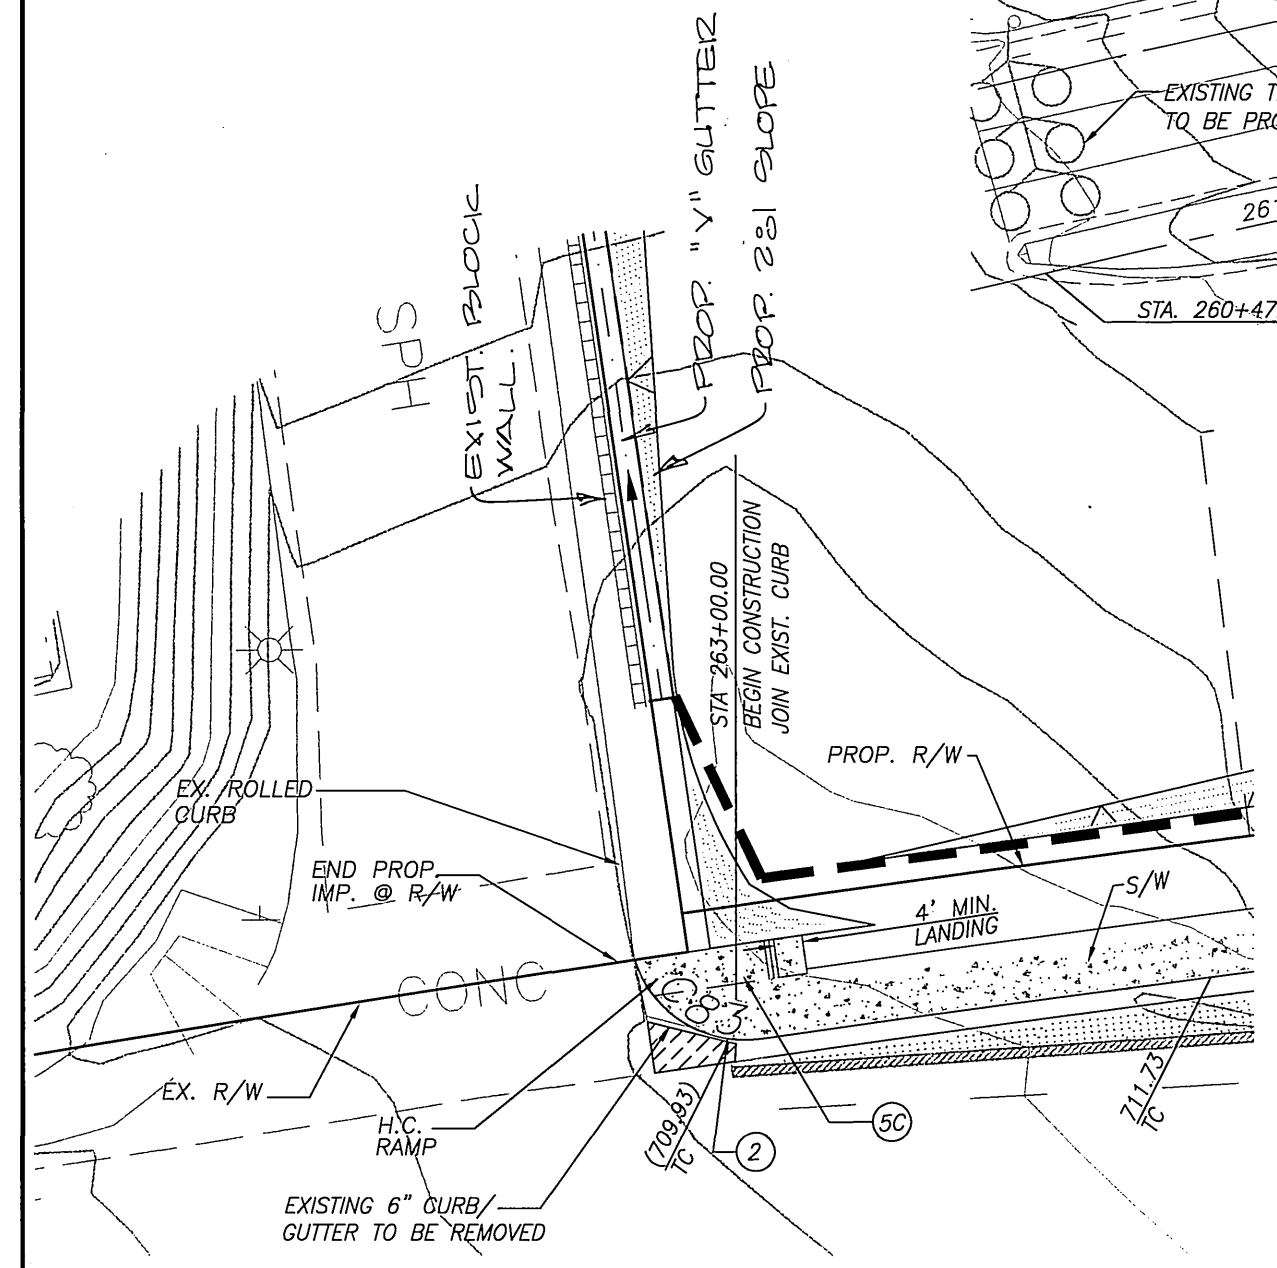 EXISTING
TO BE
STA. 260+47
PROP. "V" GUTTER
PROP. 2:1 SLOPE
EXIST. BLOCK
WALL.
SPH
STA 263+00.00
BEGIN CONSTRUCTION
JOIN EXIST. CURB
PROP. R/W
EX. ROLLED
CURB
END PROP.
IMP. @ R/W
4' MIN.
LANDING
S/W
CONC
EX. R/W
H.C.
RAMP
(709.93)
TC
2
5C
711.73
TC
EXISTING 6" CURB/
GUTTER TO BE REMOVED